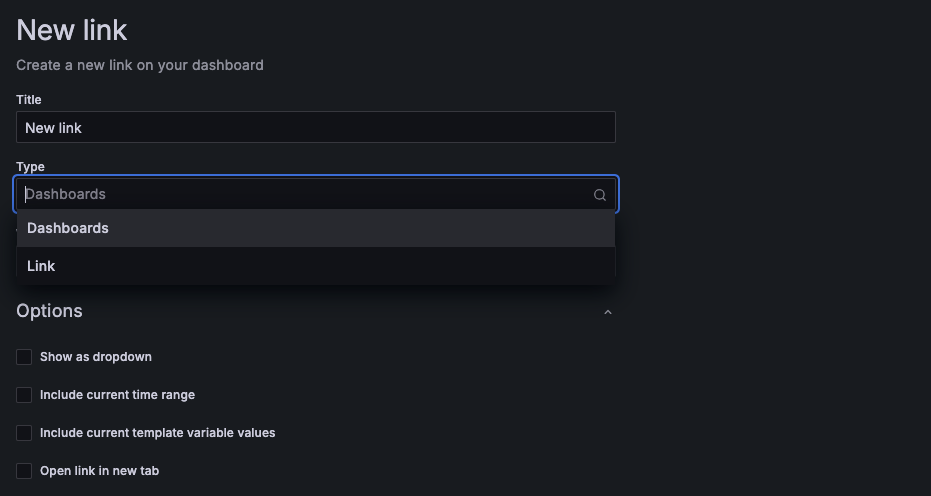 New link
Create a new link on your dashboard
Title
New link
Type
Dashboards
Dashboards
Link
Options
Show as dropdown
Include current time range
Include current template variable values
Open link in new tab